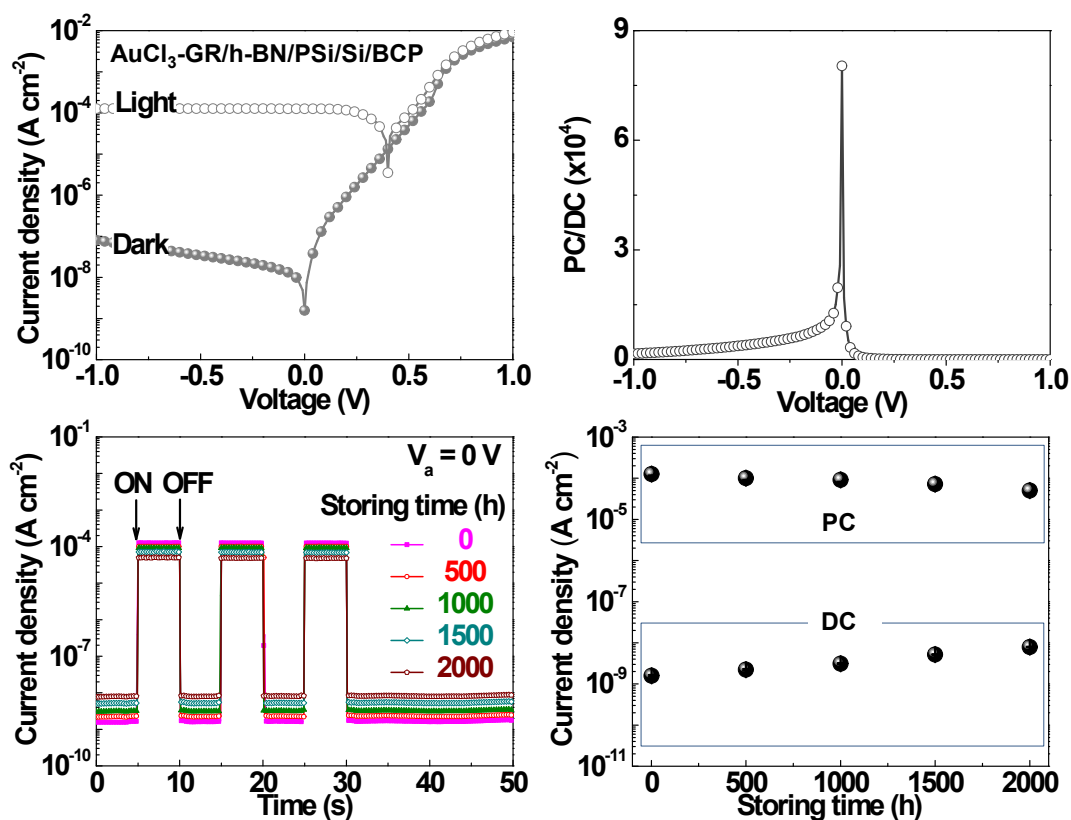 Current density (A cm⁻²)
10⁻²
10⁻⁴
10⁻⁶
10⁻⁸
10⁻¹⁰
AuCl₃-GR/h-BN/PSi/Si/BCP
Light
Dark
-1.0 -0.5 0.0 0.5 1.0
Voltage (V)
PC/DC (x10⁴)
9
6
3
0
-1.0 -0.5 0.0 0.5 1.0
Voltage (V)
Current density (A cm⁻²)
10⁻¹
10⁻⁴
10⁻⁷
10⁻¹⁰
Vₐ = 0 V
ON OFF
Storing time (h)
0
500
1000
1500
2000
0 10 20 30 40 50
Time (s)
Current density (A cm⁻²)
10⁻³
10⁻⁵
10⁻⁷
10⁻⁹
10⁻¹¹
PC
DC
0 500 1000 1500 2000
Storing time (h)